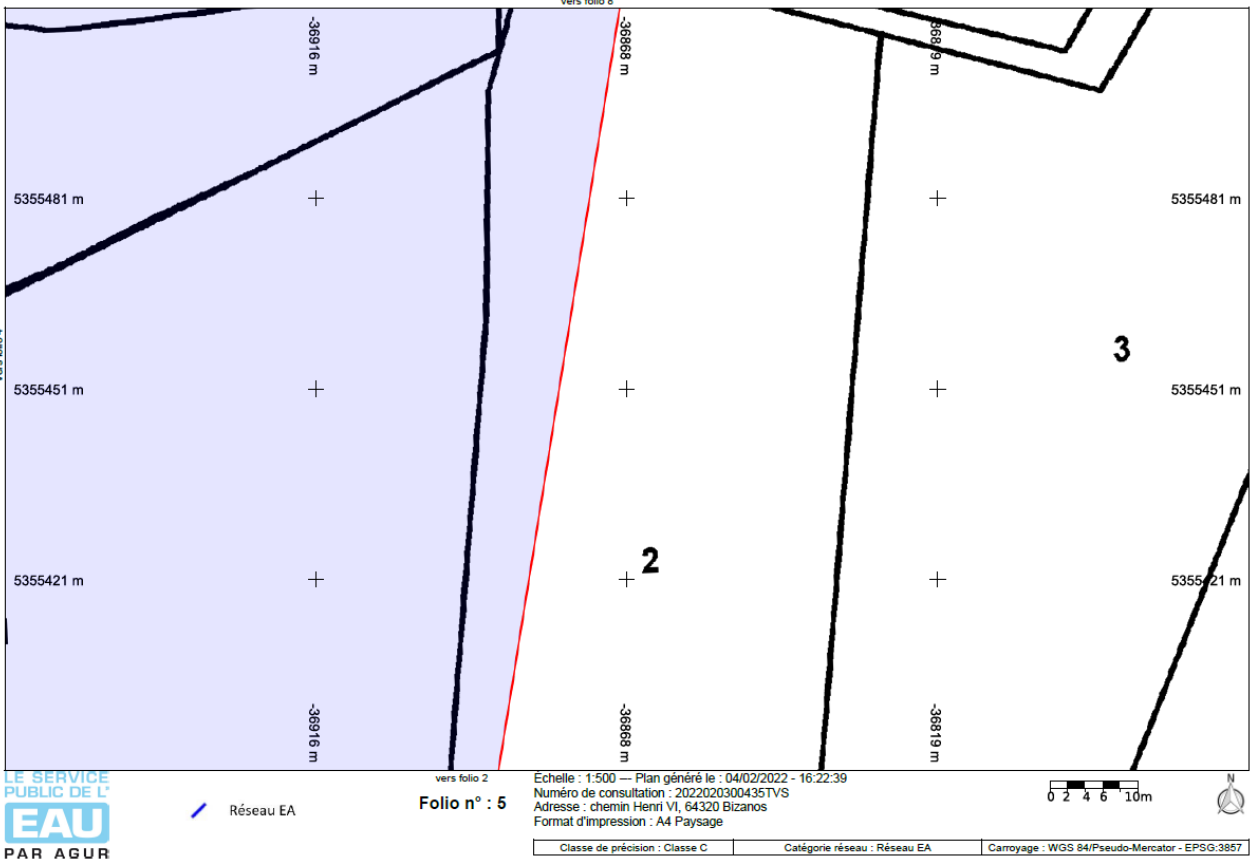 vers folio 8
-36916 m
-36868 m
5355481 m
5355481 m
3
5355451 m
5355451 m
2
5355421 m
-36916 m
-36868 m
-36819 m
LE SERVICE
PUBLIC DE L'
EAU
PAR AGUR
Réseau EA
vers folio 2
Folio n° : 5
Échelle : 1:500 --- Plan généré le : 04/02/2022 - 16:22:39
Numéro de consultation : 2022020300435TVS
Adresse : chemin Henri VI, 64320 Bizanos
Format d'impression : A4 Paysage
0 2 4 6 10m
N
Classe de précision : Classe C
Catégorie réseau : Réseau EA
Carroyage : WGS 84/Pseudo-Mercator - EPSG:3857